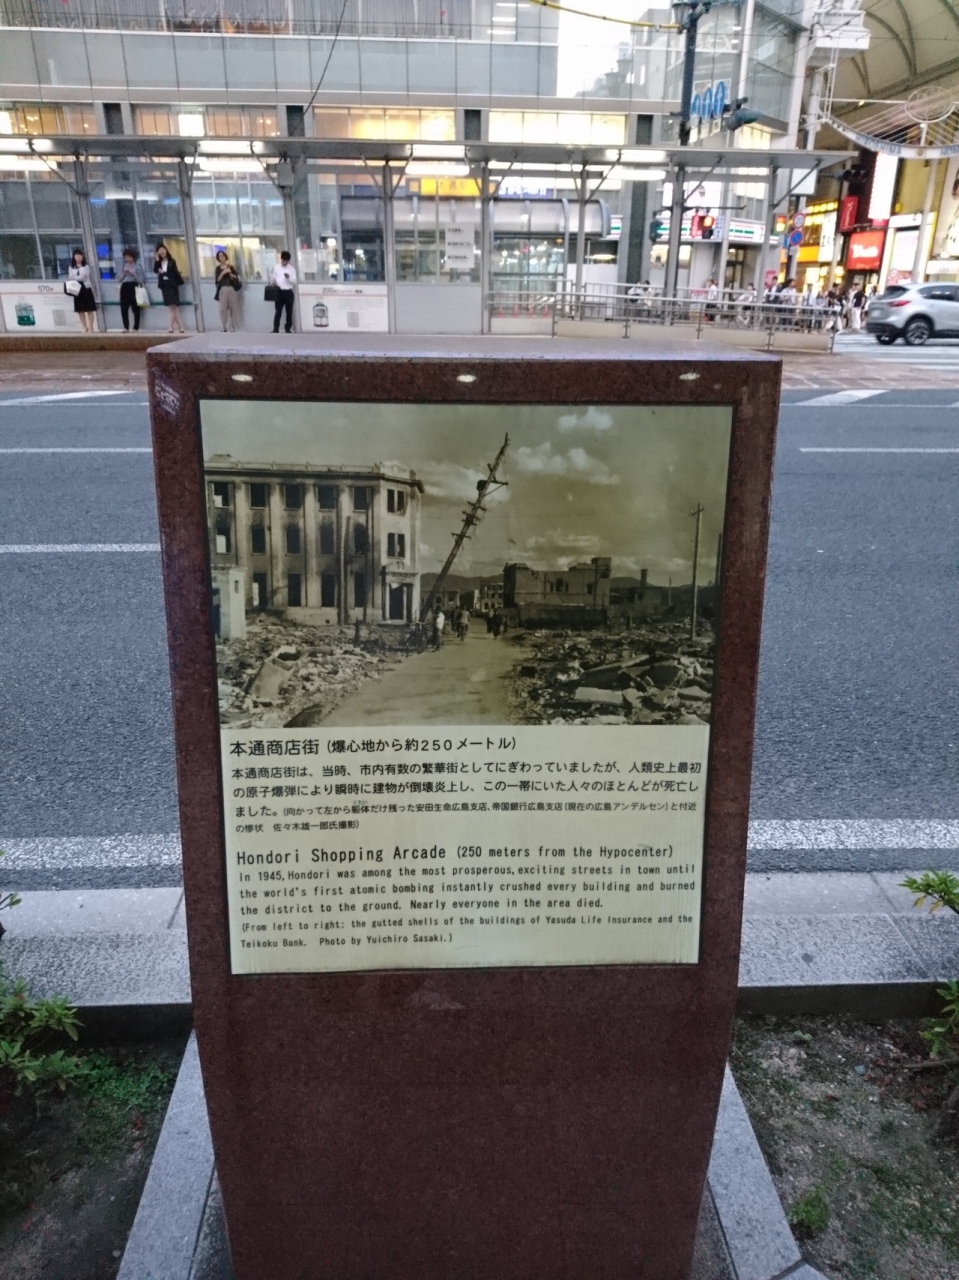 570m
200
本通商店街（爆心地から約250メートル）
本通商店街は、当時、市内有数の繁華街としてにぎわっていましたが、人類史上最初
の原子爆弾により瞬時に建物が倒壊炎上し、この一帯にいた人々のほとんどが死亡し
ました。（向かって左から躯体だけ残った安田生命広島支店、帝国銀行広島支店（現在の広島アンデルセン）と付近
の惨状　佐々木雄一郎氏撮影）
Hondori Shopping Arcade (250 meters from the Hypocenter)
In 1945, Hondori was among the most prosperous, exciting streets in town until
the world's first atomic bombing instantly crushed every building and burned
the district to the ground. Nearly everyone in the area died.
(From left to right: the gutted shells of the buildings of Yasuda Life Insurance and the
Teikoku Bank. Photo by Yuichiro Sasaki.)